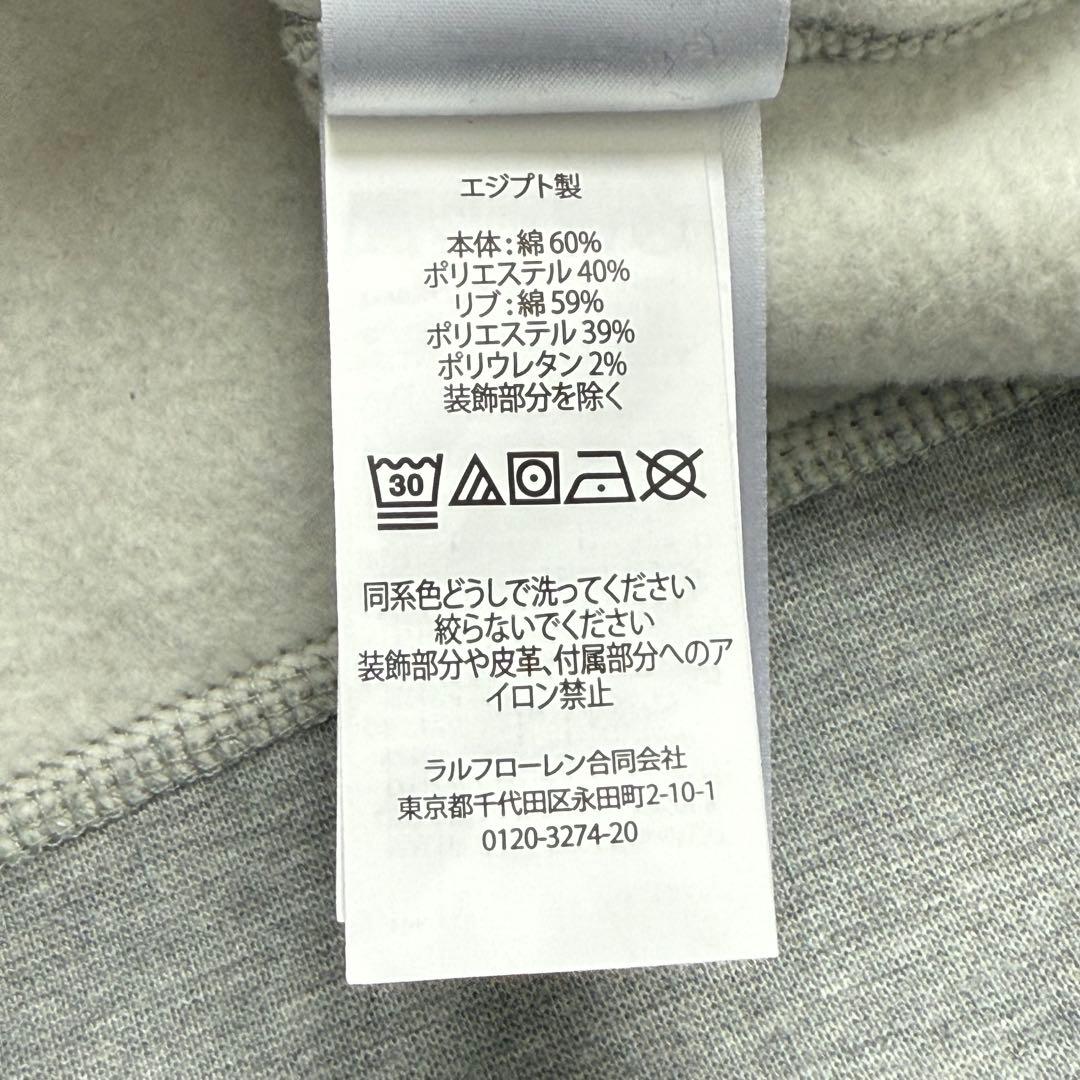 エジプト製
本体:綿 60%
ポリエステル 40%
リブ:綿 59%
ポリエステル 39%
ポリウレタン 2%
装飾部分を除く
30
同系色どうしで洗ってください
絞らないでください
装飾部分や皮革、付属部分へのア
イロン禁止
ラルフローレン合同会社
東京都千代田区永田町2-10-1
0120-3274-20